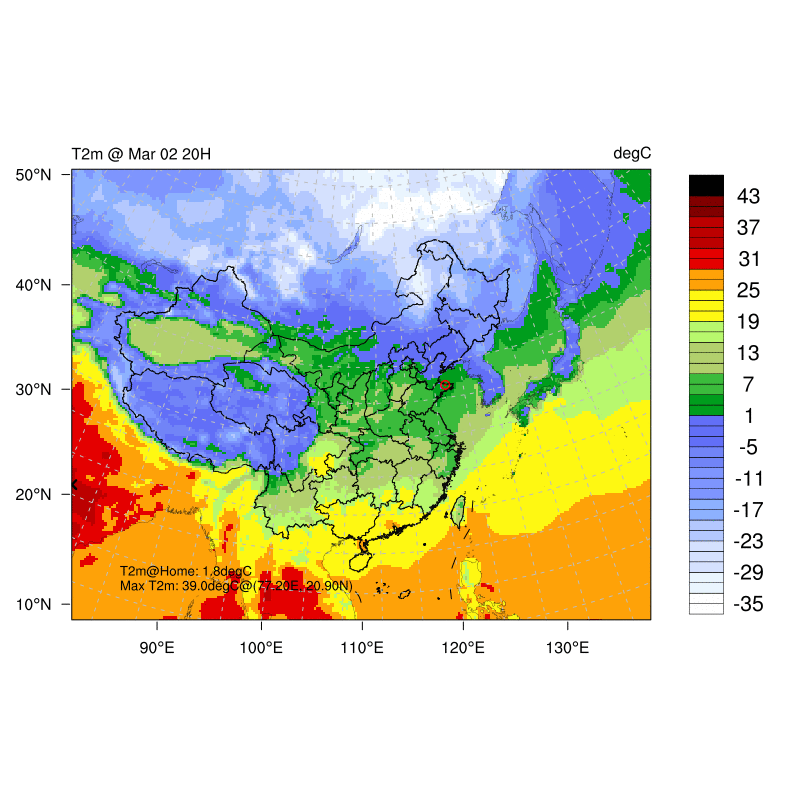 T2m @ Mar 02 20H
degC
50°N
40°N
30°N
20°N
10°N
90°E
100°E
110°E
120°E
130°E
T2m@Home: 1.8degC
Max T2m: 39.0degC@(77.20E, 20.90N)
43
37
31
25
19
13
7
1
-5
-11
-17
-23
-29
-35